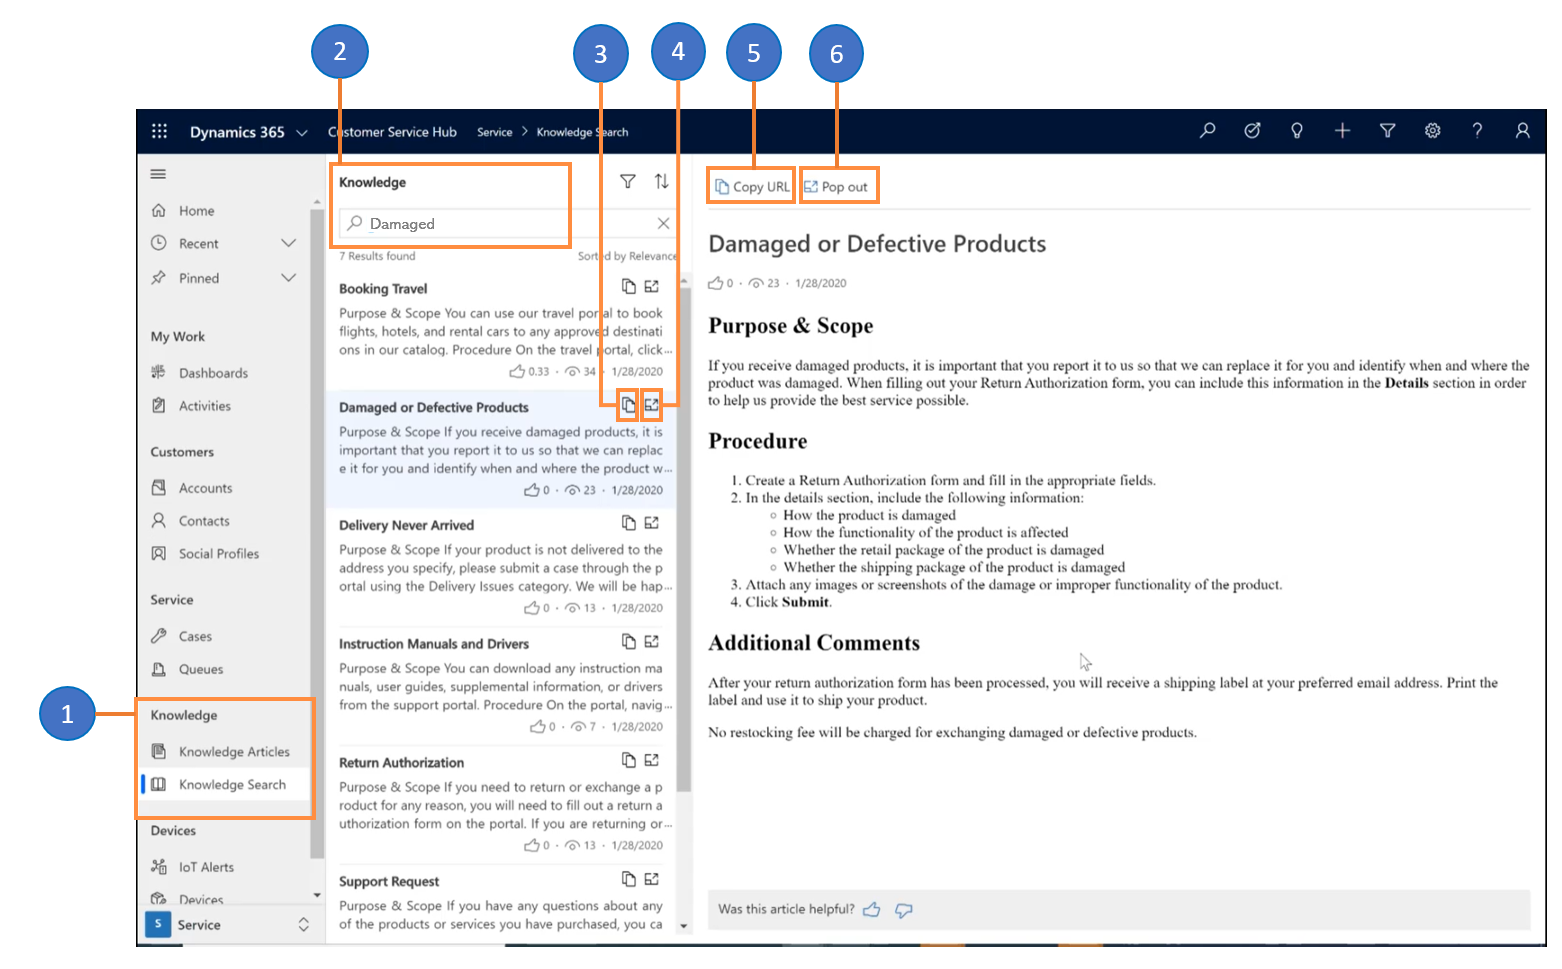 2
3
4
5
6
Dynamics 365
Customer Service Hub
Service > Knowledge Search
Home
Recent
Pinned
My Work
Dashboards
Activities
Customers
Accounts
Contacts
Social Profiles
Service
Cases
Queues
1
Knowledge
Knowledge Articles
Knowledge Search
Devices
IoT Alerts
Devices
S Service
Knowledge
Damaged
7 Results found Sorted by Relevance
Booking Travel
Purpose & Scope You can use our travel portal to book
flights, hotels, and rental cars to any approved destinati
ons in our catalog. Procedure On the travel portal, click...
0.33 · 34 · 1/28/2020
Damaged or Defective Products
Purpose & Scope If you receive damaged products, it is
important that you report it to us so that we can replac
e it for you and identify when and where the product w...
0 · 23 · 1/28/2020
Delivery Never Arrived
Purpose & Scope If your product is not delivered to the
address you specify, please submit a case through the p
ortal using the Delivery Issues category. We will be hap...
0 · 13 · 1/28/2020
Instruction Manuals and Drivers
Purpose & Scope You can download any instruction ma
nuals, user guides, supplemental information, or drivers
from the support portal. Procedure On the portal, navig...
0 · 7 · 1/28/2020
Return Authorization
Purpose & Scope If you need to return or exchange a p
roduct for any reason, you will need to fill out a return a
uthorization form on the portal. If you are returning or...
0 · 13 · 1/28/2020
Support Request
Purpose & Scope If you have any questions about any
of the products or services you have purchased, you ca
Copy URL
Pop out
Damaged or Defective Products
0 · 23 · 1/28/2020
Purpose & Scope
If you receive damaged products, it is important that you report it to us so that we can replace it for you and identify when and where the
product was damaged. When filling out your Return Authorization form, you can include this information in the Details section in order
to help us provide the best service possible.
Procedure
1. Create a Return Authorization form and fill in the appropriate fields.
2. In the details section, include the following information:
○ How the product is damaged
○ How the functionality of the product is affected
○ Whether the retail package of the product is damaged
○ Whether the shipping package of the product is damaged
3. Attach any images or screenshots of the damage or improper functionality of the product.
4. Click Submit.
Additional Comments
After your return authorization form has been processed, you will receive a shipping label at your preferred email address. Print the
label and use it to ship your product.
No restocking fee will be charged for exchanging damaged or defective products.
Was this article helpful?